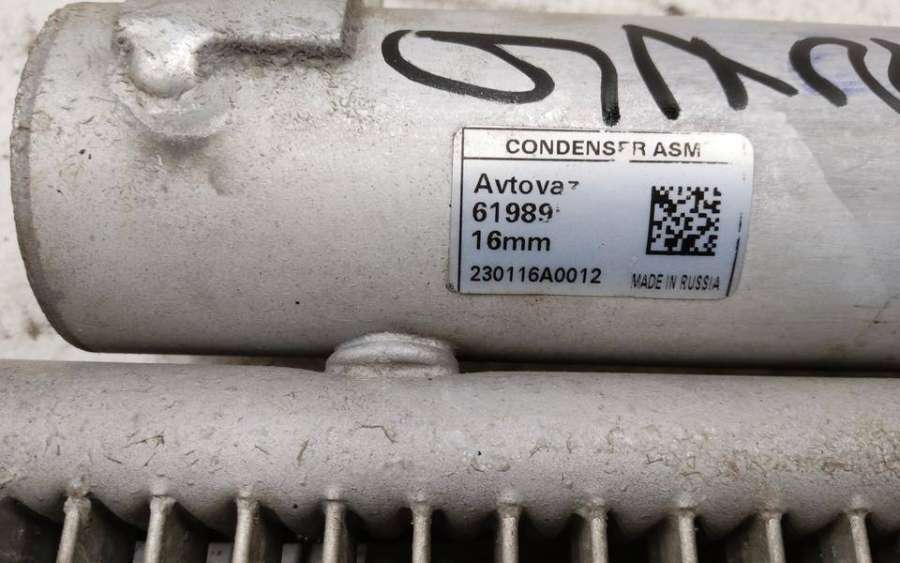 CONDENSER ASM
Avtovaz
61989
16mm
230116A0012
MADE IN RUSSIA